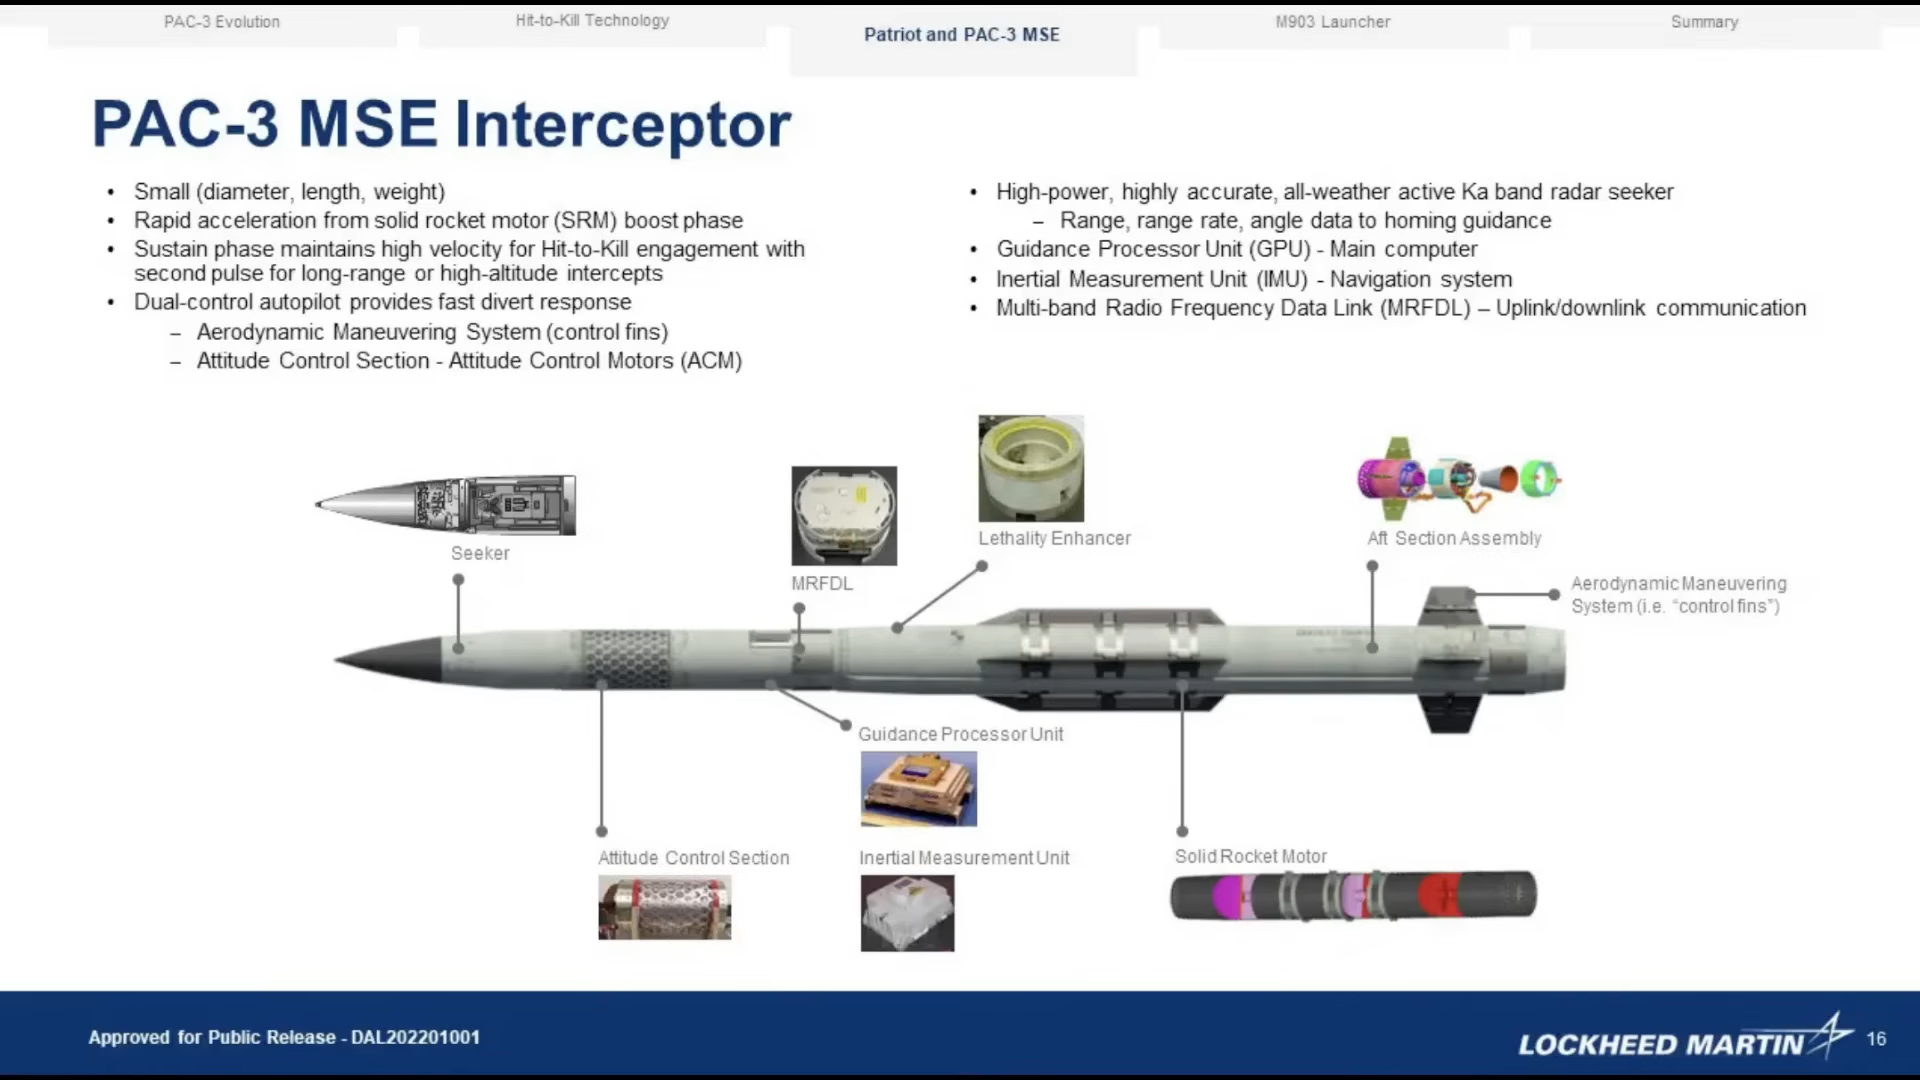 PAC-3 Evolution
Hit-to-Kill Technology
Patriot and PAC-3 MSE
M903 Launcher
Summary
PAC-3 MSE Interceptor
• Small (diameter, length, weight)
• Rapid acceleration from solid rocket motor (SRM) boost phase
• Sustain phase maintains high velocity for Hit-to-Kill engagement with
second pulse for long-range or high-altitude intercepts
• Dual-control autopilot provides fast divert response
– Aerodynamic Maneuvering System (control fins)
– Attitude Control Section - Attitude Control Motors (ACM)
• High-power, highly accurate, all-weather active Ka band radar seeker
– Range, range rate, angle data to homing guidance
• Guidance Processor Unit (GPU) - Main computer
• Inertial Measurement Unit (IMU) - Navigation system
• Multi-band Radio Frequency Data Link (MRFDL) – Uplink/downlink communication
Seeker
MRFDL
Lethality Enhancer
Aft Section Assembly
Aerodynamic Maneuvering
System (i.e. “control fins”)
Guidance Processor Unit
Attitude Control Section
Inertial Measurement Unit
Solid Rocket Motor
Approved for Public Release - DAL202201001
LOCKHEED MARTIN
16